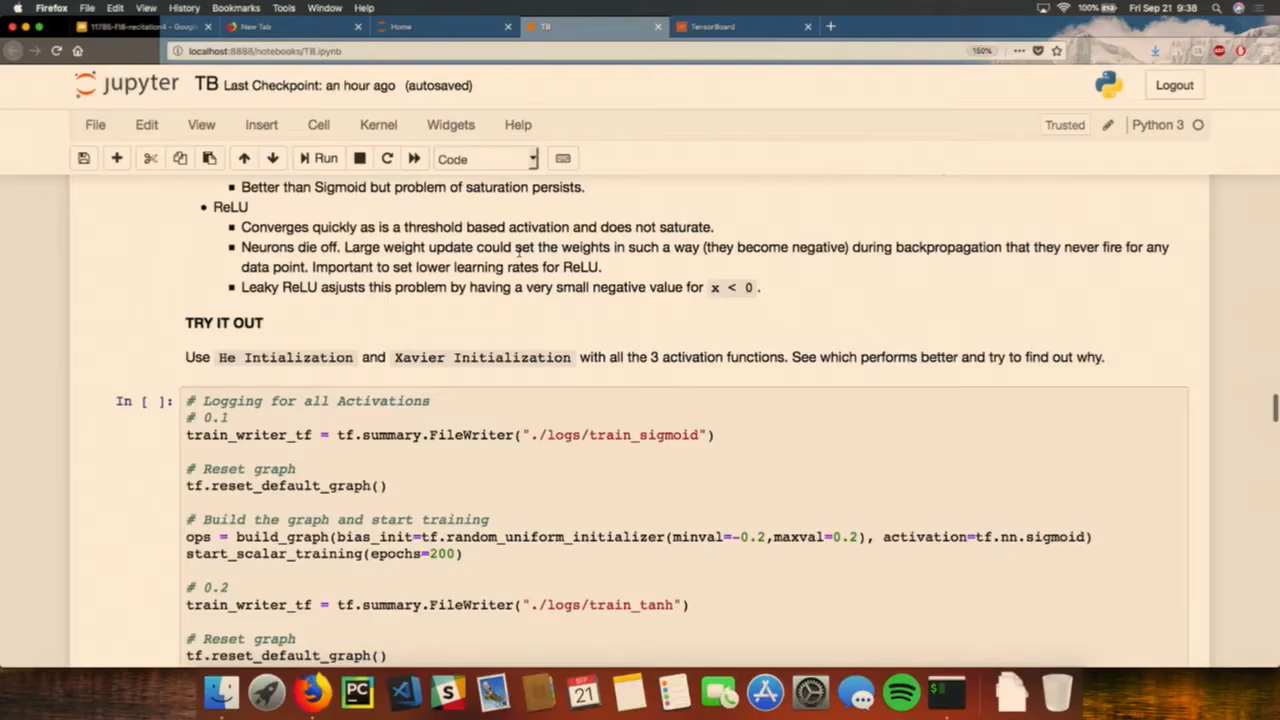 Firefox File Edit View History Bookmarks Tools Window Help 100% Fri Sep 21 9:38
11785-f18-recitation4 - Google New Tab Home TB TensorBoard
localhost:8888/notebooks/TB.ipynb 150%
jupyter TB Last Checkpoint: an hour ago (autosaved) Logout
File Edit View Insert Cell Kernel Widgets Help Trusted Python 3
Run Code
Better than Sigmoid but problem of saturation persists.
ReLU
Converges quickly as is a threshold based activation and does not saturate.
Neurons die off. Large weight update could set the weights in such a way (they become negative) during backpropagation that they never fire for any
data point. Important to set lower learning rates for ReLU.
Leaky ReLU asjusts this problem by having a very small negative value for x < 0 .
TRY IT OUT
Use He Intialization and Xavier Initialization with all the 3 activation functions. See which performs better and try to find out why.
In [ ]: # Logging for all Activations
# 0.1
train_writer_tf = tf.summary.FileWriter("./logs/train_sigmoid")
# Reset graph
tf.reset_default_graph()
# Build the graph and start training
ops = build_graph(bias_init=tf.random_uniform_initializer(minval=-0.2,maxval=0.2), activation=tf.nn.sigmoid)
start_scalar_training(epochs=200)
# 0.2
train_writer_tf = tf.summary.FileWriter("./logs/train_tanh")
# Reset graph
tf.reset_default_graph()
PC
SEP
21